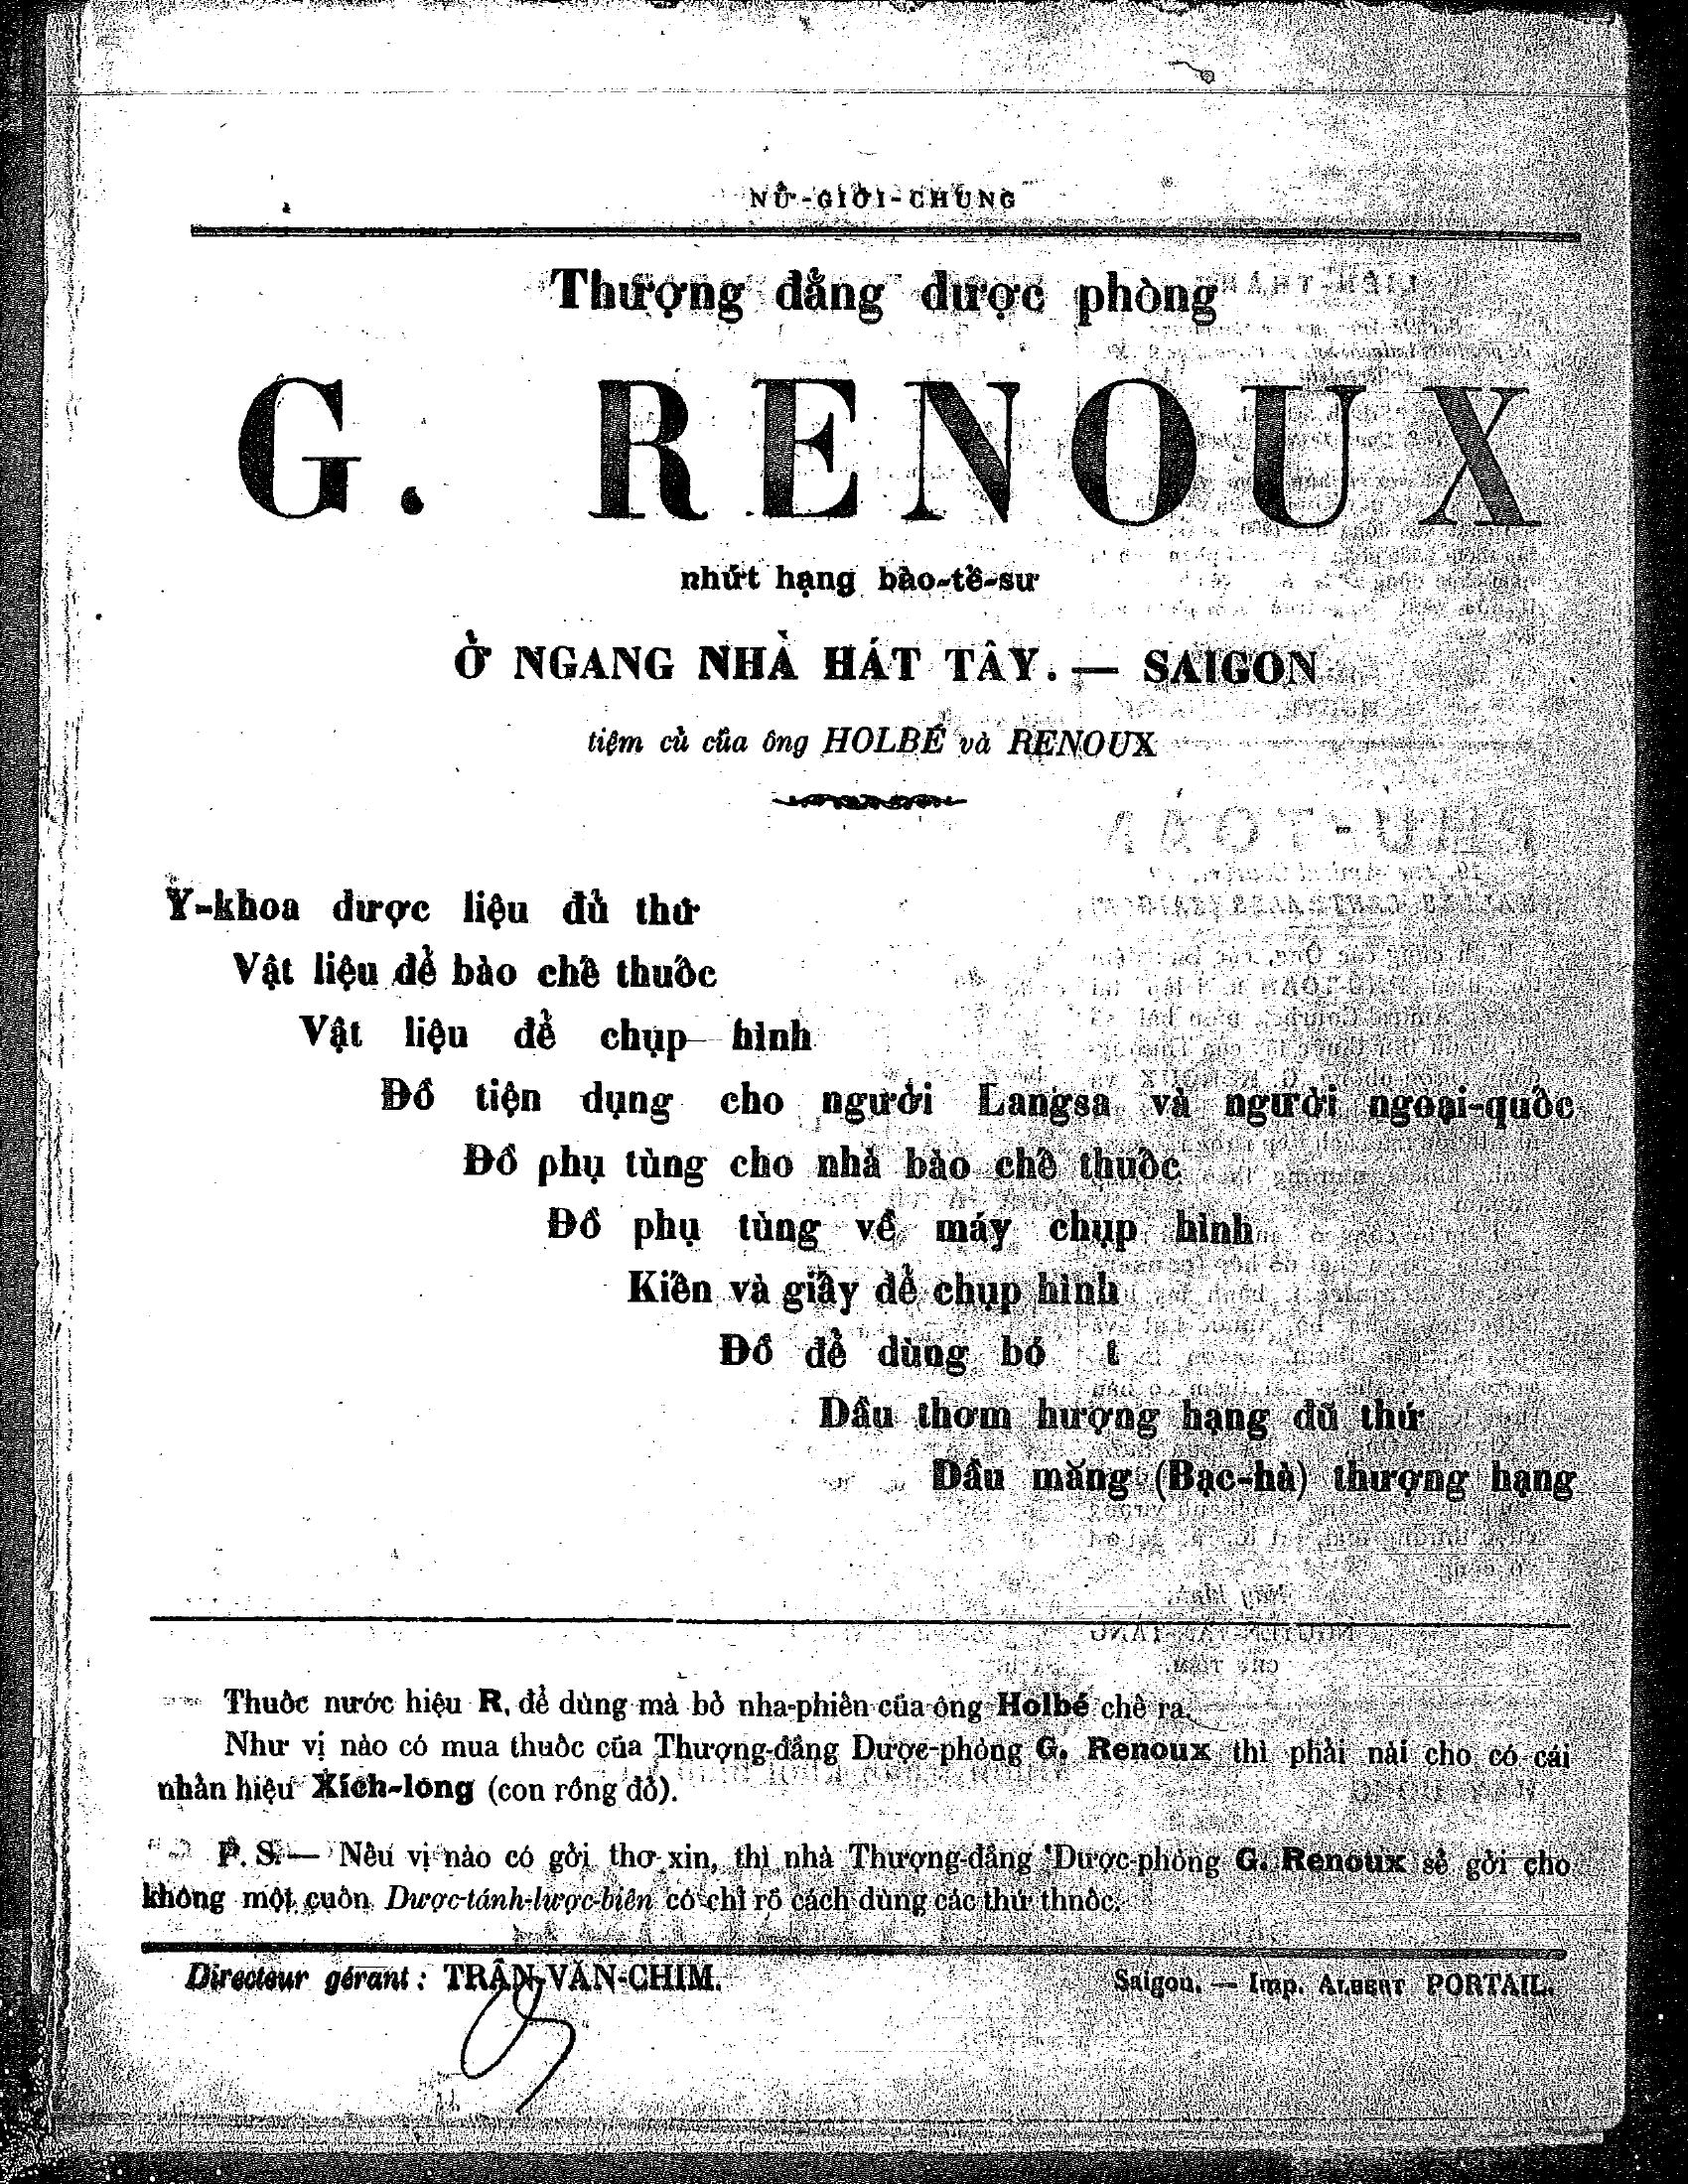 NỮ-GIỚI-CHUNG
Thượng đẳng dược phòng
G. RENOUX
nhứt hạng bào-tề-sư
Ở NGANG NHÀ HÁT TÂY. — SAIGON
tiệm củ của ông HOLBÉ và RENOUX
Y-khoa dược liệu đủ thứ
Vật liệu để bào chế thuốc
Vật liệu để chụp hình
Đồ tiện dụng cho người Langsa và người ngoại-quốc
Đồ phụ tùng cho nhà bào chế thuốc
Đồ phụ tùng về máy chụp hình
Kiến và giấy để chụp hình
Đồ để dùng bó
Dầu thơm hượng hạng đũ thứ
Dầu măng (Bạc-hà) thượng hạng
Thuốc nước hiệu R, để dùng mà bỏ nha-phiến của ông Holbé chế ra.
Như vị nào có mua thuốc của Thượng-đẳng Dược-phòng G. Renoux thì phải nài cho có cái
nhản hiệu Xích-long (con rồng đỏ).
P. S. — Nếu vị nào có gởi thơ xin, thì nhà Thượng-đẳng Dược-phòng G. Renoux sẻ gởi cho
không một cuốn Dược-tánh-lược-biên có chỉ rõ cách dùng các thứ thnốc.
Directeur gérant : TRẦN-VĂN-CHIM.
Saigou. — Imp. ALBERT PORTAIL.